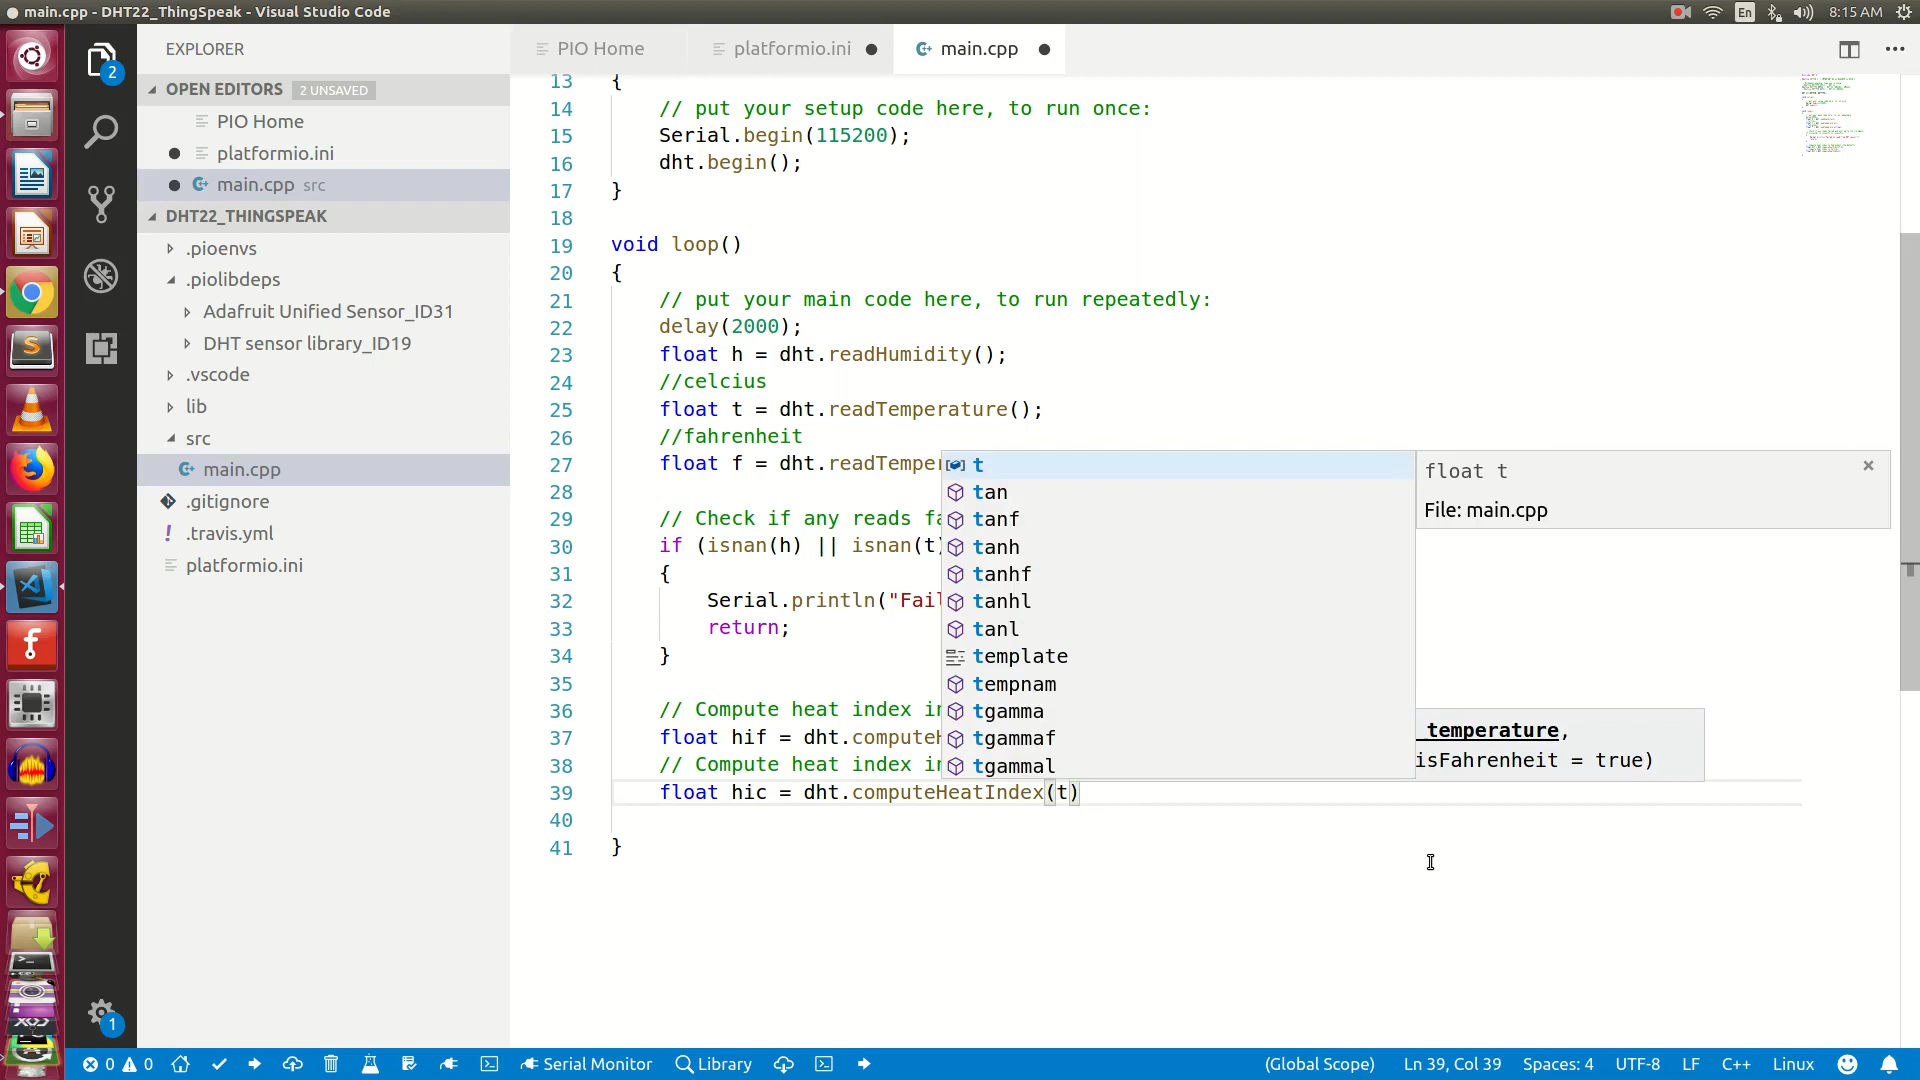 main.cpp - DHT22_ThingSpeak - Visual Studio Code
En
8:15 AM
EXPLORER
OPEN EDITORS 2 UNSAVED
PIO Home
platformio.ini
main.cpp src
DHT22_THINGSPEAK
.pioenvs
.piolibdeps
Adafruit Unified Sensor_ID31
DHT sensor library_ID19
.vscode
lib
src
main.cpp
.gitignore
.travis.yml
platformio.ini
2
1
PIO Home
platformio.ini
main.cpp
13 {
14 // put your setup code here, to run once:
15 Serial.begin(115200);
16 dht.begin();
17 }
18
19 void loop()
20 {
21 // put your main code here, to run repeatedly:
22 delay(2000);
23 float h = dht.readHumidity();
24 //celcius
25 float t = dht.readTemperature();
26 //fahrenheit
27 float f = dht.readTemper
28
29 // Check if any reads fa
30 if (isnan(h) || isnan(t)
31 {
32 Serial.println("Fail
33 return;
34 }
35
36 // Compute heat index in
37 float hif = dht.computeH
38 // Compute heat index in
39 float hic = dht.computeHeatIndex(t)
40
41 }
t
tan
tanf
tanh
tanhf
tanhl
tanl
template
tempnam
tgamma
tgammaf
tgammal
float t
File: main.cpp
temperature,
isFahrenheit = true)
0 0 Serial Monitor Library (Global Scope) Ln 39, Col 39 Spaces: 4 UTF-8 LF C++ Linux